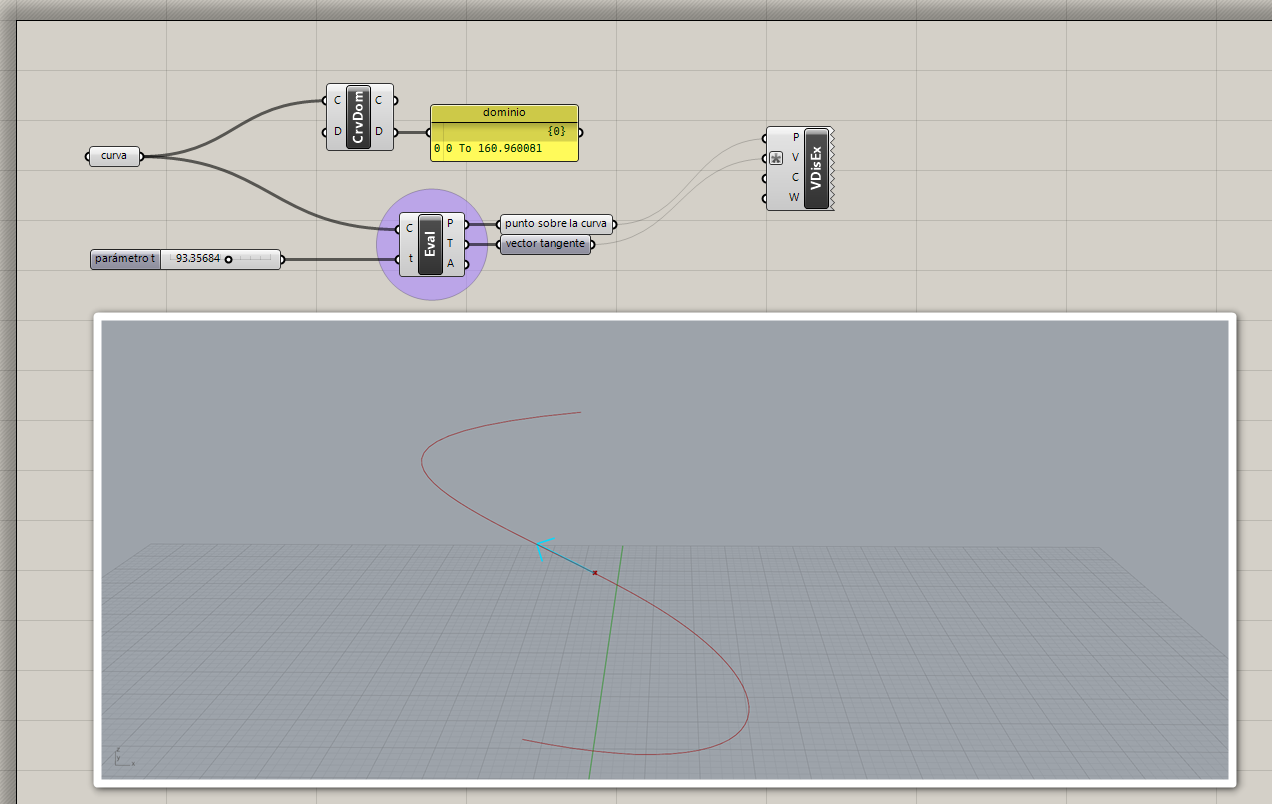 C
D
CrvDom
C
D
dominio
{0}
0 0 To 160.960081
curva
P
V
C
W
VDisEx
C
t
Eval
P
T
A
punto sobre la curva
vector tangente
parámetro t
93.35684
z
y
x